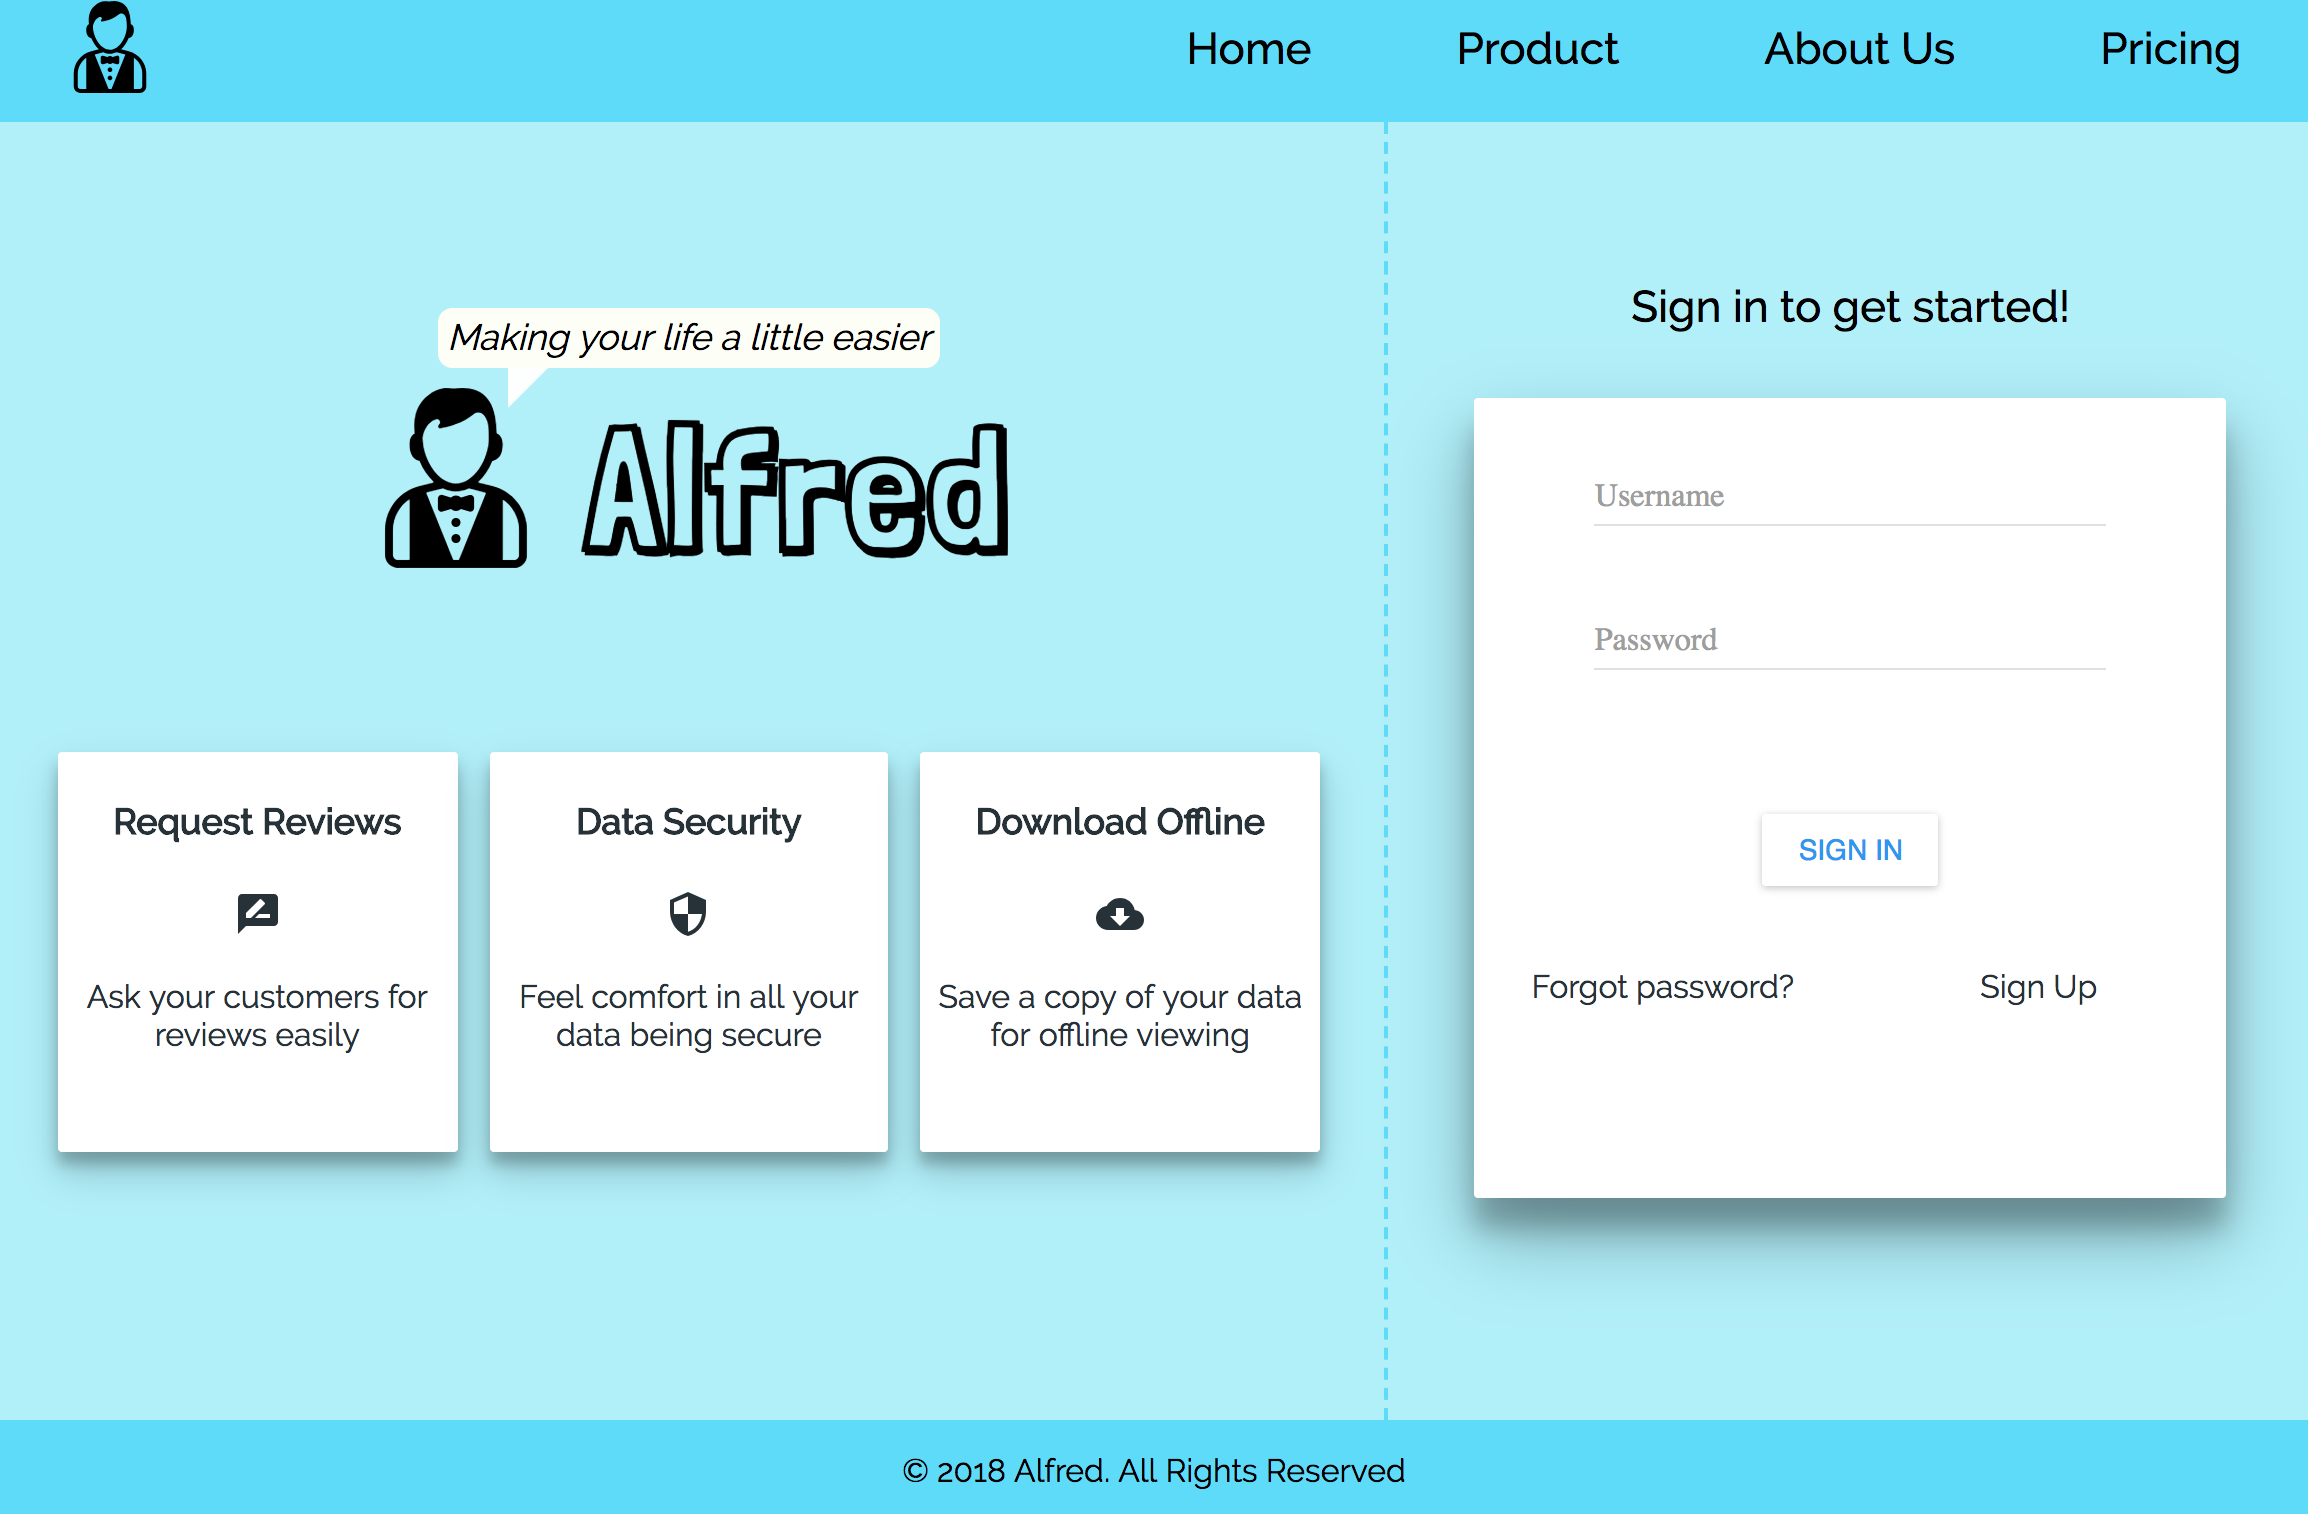 Home Product About Us Pricing
Making your life a little easier
Alfred
Request Reviews
Ask your customers for
reviews easily
Data Security
Feel comfort in all your
data being secure
Download Offline
Save a copy of your data
for offline viewing
Sign in to get started!
Username
Password
SIGN IN
Forgot password? Sign Up
© 2018 Alfred. All Rights Reserved